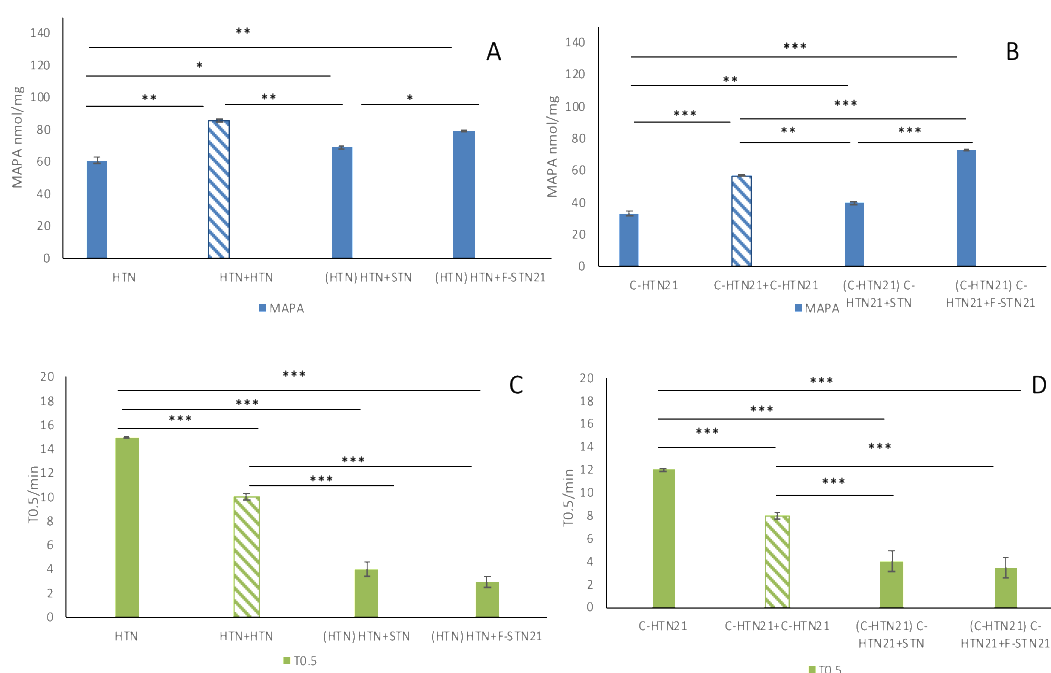 A
MAPA nmol/mg
140
120
100
80
60
40
20
0
**
*
**
**
*
HTN
HTN+HTN
(HTN) HTN+STN
(HTN) HTN+F-STN21
MAPA
B
MAPA nmol/mg
140
120
100
80
60
40
20
0
***
**
***
***
**
***
C-HTN21
C-HTN21+C-HTN21
(C-HTN21) C-
HTN21+STN
(C-HTN21) C-
HTN21+F-STN21
MAPA
C
T0.5/min
20
18
16
14
12
10
8
6
4
2
0
***
***
***
***
***
HTN
HTN+HTN
(HTN) HTN+STN
(HTN) HTN+F-STN21
T0.5
D
T0.5/min
20
18
16
14
12
10
8
6
4
2
0
***
***
***
***
***
C-HTN21
C-HTN21+C-HTN21
(C-HTN21) C-
HTN21+STN
(C-HTN21) C-
HTN21+F-STN21
T0.5